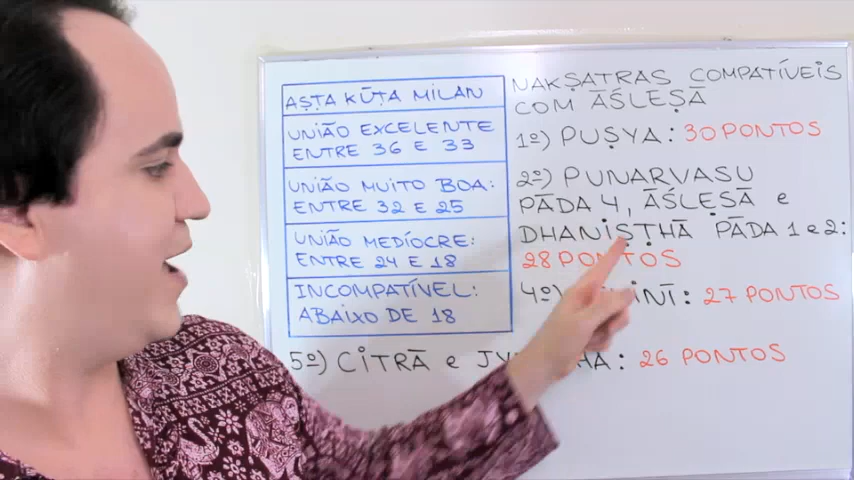 AṢṬA KŪṬA MILAN
UNIÃO EXCELENTE
ENTRE 36 E 33
UNIÃO MUITO BOA:
ENTRE 32 E 25
UNIÃO MEDÍOCRE:
ENTRE 24 E 18
INCOMPATÍVEL:
ABAIXO DE 18
NAKṢATRAS COMPATÍVEIS
COM ĀŚLEṢĀ
1º) PUṢYA: 30 PONTOS
2º) PUNARVASU
PĀDA 4, ĀŚLEṢĀ e
DHANIṢṬHĀ PĀDA 1 e 2:
28 PONTOS
4º) : 27 PONTOS
5º) CITRĀ e : 26 PONTOS